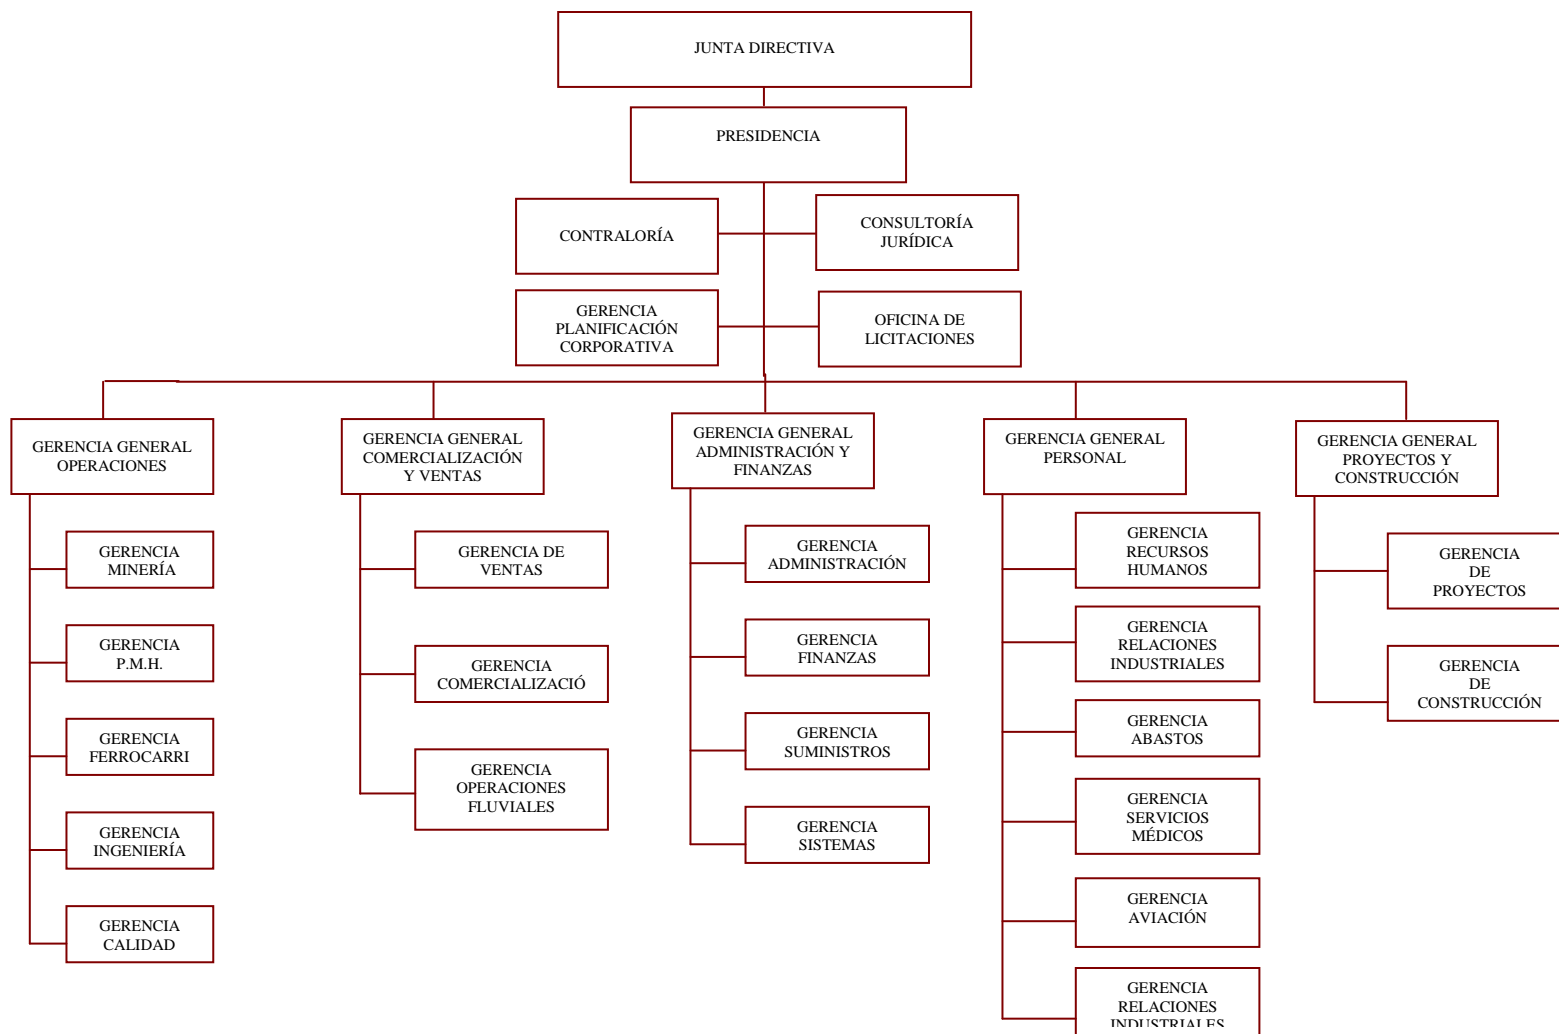 JUNTA DIRECTIVA
PRESIDENCIA
CONTRALORÍA
CONSULTORÍA
JURÍDICA
GERENCIA
PLANIFICACIÓN
CORPORATIVA
OFICINA DE
LICITACIONES
GERENCIA GENERAL
OPERACIONES
GERENCIA
MINERÍA
GERENCIA
P.M.H.
GERENCIA
FERROCARRI
GERENCIA
INGENIERÍA
GERENCIA
CALIDAD
GERENCIA GENERAL
COMERCIALIZACIÓN
Y VENTAS
GERENCIA DE
VENTAS
GERENCIA
COMERCIALIZACIÓ
GERENCIA
OPERACIONES
FLUVIALES
GERENCIA GENERAL
ADMINISTRACIÓN Y
FINANZAS
GERENCIA
ADMINISTRACIÓN
GERENCIA
FINANZAS
GERENCIA
SUMINISTROS
GERENCIA
SISTEMAS
GERENCIA GENERAL
PERSONAL
GERENCIA
RECURSOS
HUMANOS
GERENCIA
RELACIONES
INDUSTRIALES
GERENCIA
ABASTOS
GERENCIA
SERVICIOS
MÉDICOS
GERENCIA
AVIACIÓN
GERENCIA
RELACIONES
INDUSTRIALES
GERENCIA GENERAL
PROYECTOS Y
CONSTRUCCIÓN
GERENCIA
DE
PROYECTOS
GERENCIA
DE
CONSTRUCCIÓN